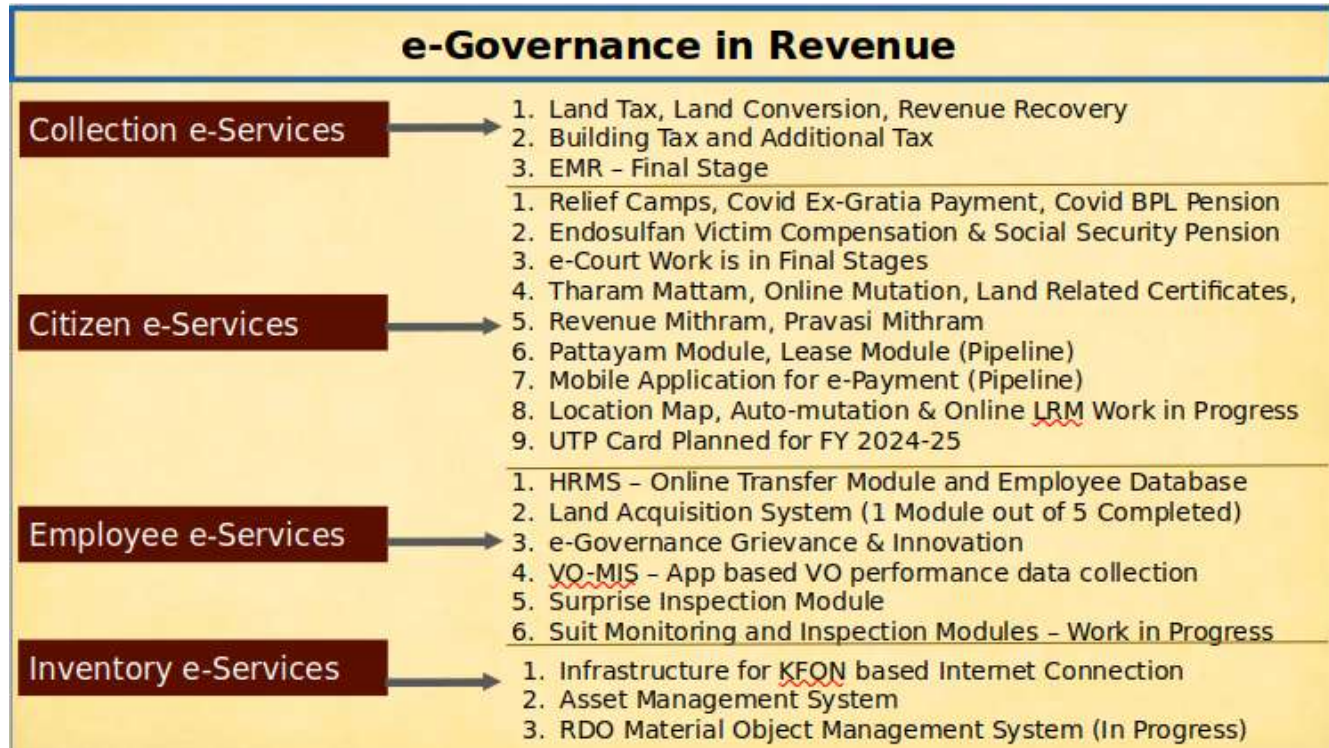 e-Governance in Revenue
Collection e-Services
1. Land Tax, Land Conversion, Revenue Recovery
2. Building Tax and Additional Tax
3. EMR – Final Stage
Citizen e-Services
1. Relief Camps, Covid Ex-Gratia Payment, Covid BPL Pension
2. Endosulfan Victim Compensation & Social Security Pension
3. e-Court Work is in Final Stages
4. Tharam Mattam, Online Mutation, Land Related Certificates,
5. Revenue Mithram, Pravasi Mithram
6. Pattayam Module, Lease Module (Pipeline)
7. Mobile Application for e-Payment (Pipeline)
8. Location Map, Auto-mutation & Online LRM Work in Progress
9. UTP Card Planned for FY 2024-25
Employee e-Services
1. HRMS – Online Transfer Module and Employee Database
2. Land Acquisition System (1 Module out of 5 Completed)
3. e-Governance Grievance & Innovation
4. VO-MIS – App based VO performance data collection
5. Surprise Inspection Module
6. Suit Monitoring and Inspection Modules – Work in Progress
Inventory e-Services
1. Infrastructure for KFON based Internet Connection
2. Asset Management System
3. RDO Material Object Management System (In Progress)